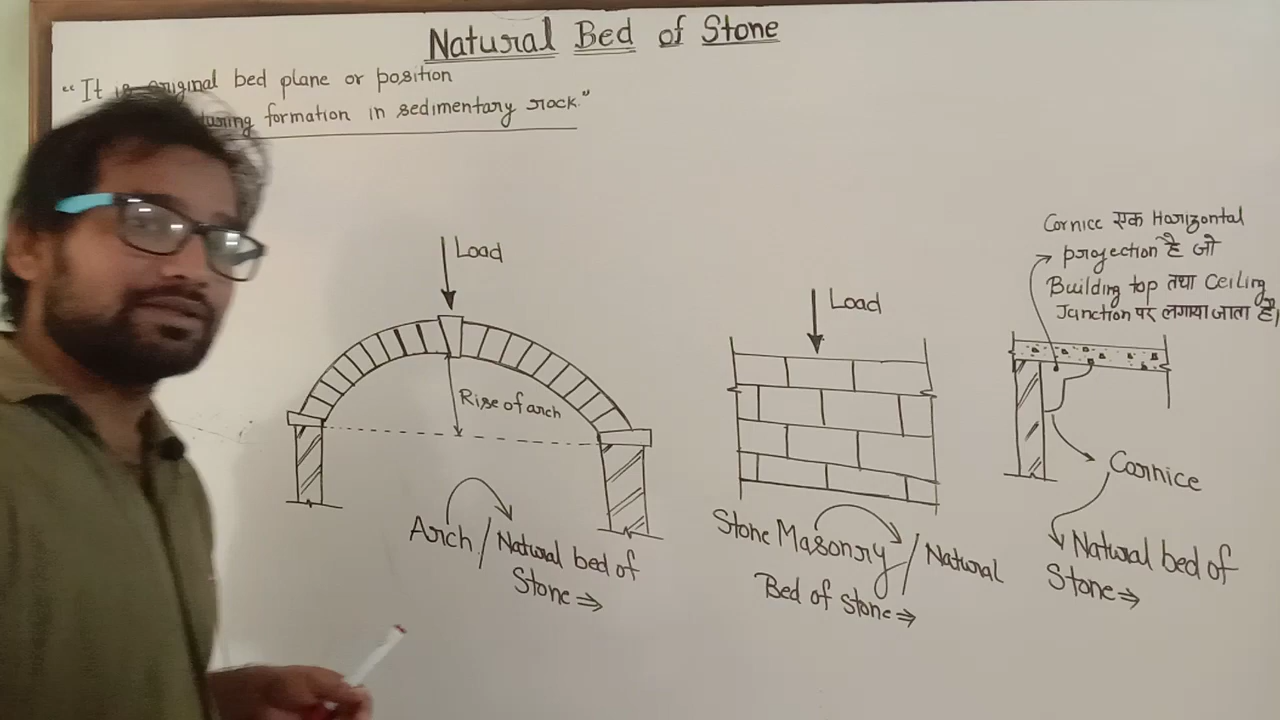 Natural Bed of Stone
“It is original bed plane or position
during formation in sedimentary rock.”
Load
Rise of arch
Arch / Natural bed of
Stone ⇒
Load
Stone Masonry / Natural
Bed of stone ⇒
Cornice एक Horizontal
projection है जो
Building top तथा Ceiling
Junction पर लगाया जाता है।
Cornice
Natural bed of
Stone ⇒